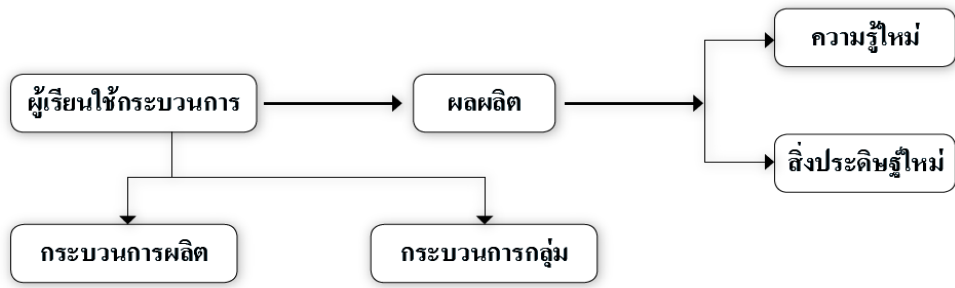 ความรู้ใหม่
ผู้เรียนใช้กระบวนการ
ผลผลิต
สิ่งประดิษฐ์ใหม่
กระบวนการผลิต
กระบวนการกลุ่ม